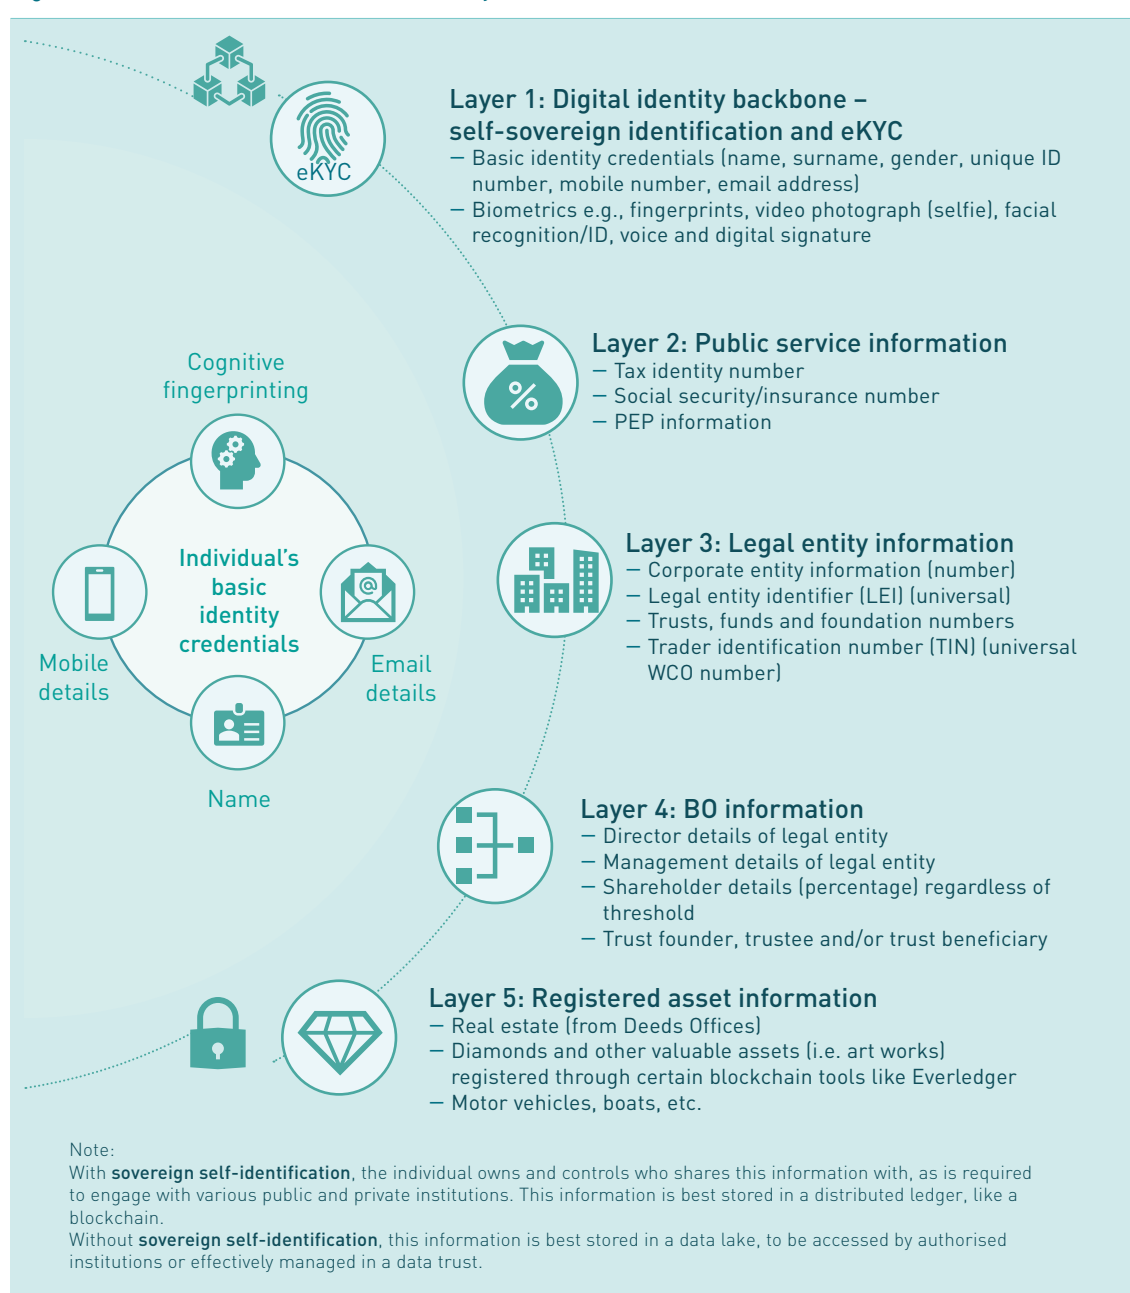 Layer 1: Digital identity backbone –
self-sovereign identification and eKYC
— Basic identity credentials (name, surname, gender, unique ID
number, mobile number, email address)
— Biometrics e.g., fingerprints, video photograph (selfie), facial
recognition/ID, voice and digital signature
eKYC
Layer 2: Public service information
— Tax identity number
— Social security/insurance number
— PEP information
%
Cognitive
fingerprinting
Individual's
basic
identity
credentials
@
Mobile
details
Email
details
Name
Layer 3: Legal entity information
— Corporate entity information (number)
— Legal entity identifier (LEI) (universal)
— Trusts, funds and foundation numbers
— Trader identification number (TIN) (universal
WCO number)
Layer 4: BO information
— Director details of legal entity
— Management details of legal entity
— Shareholder details (percentage) regardless of
threshold
— Trust founder, trustee and/or trust beneficiary
Layer 5: Registered asset information
— Real estate (from Deeds Offices)
— Diamonds and other valuable assets (i.e. art works)
registered through certain blockchain tools like Everledger
— Motor vehicles, boats, etc.
Note:
With sovereign self-identification, the individual owns and controls who shares this information with, as is required
to engage with various public and private institutions. This information is best stored in a distributed ledger, like a
blockchain.
Without sovereign self-identification, this information is best stored in a data lake, to be accessed by authorised
institutions or effectively managed in a data trust.